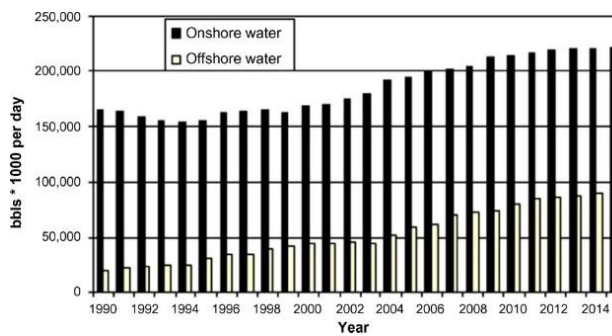 250,000
Onshore water
Offshore water
200,000
150,000
100,000
50,000
0
bbls * 1000 per day
1990 1992 1994 1996 1998 2000 2002 2004 2006 2008 2010 2012 2014
Year